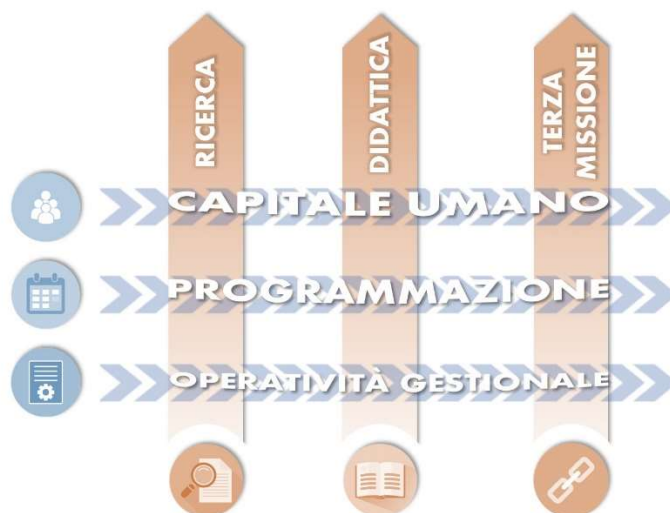 RICERCA
DIDATTICA
TERZA
MISSIONE
CAPITALE UMANO
PROGRAMMAZIONE
OPERATIVITÀ GESTIONALE